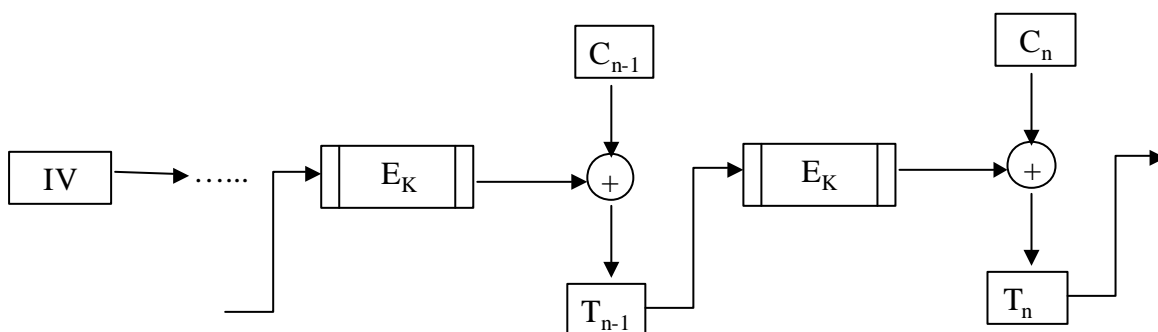 C_n-1
C_n
IV
…...
E_K
+
E_K
+
T_n-1
T_n